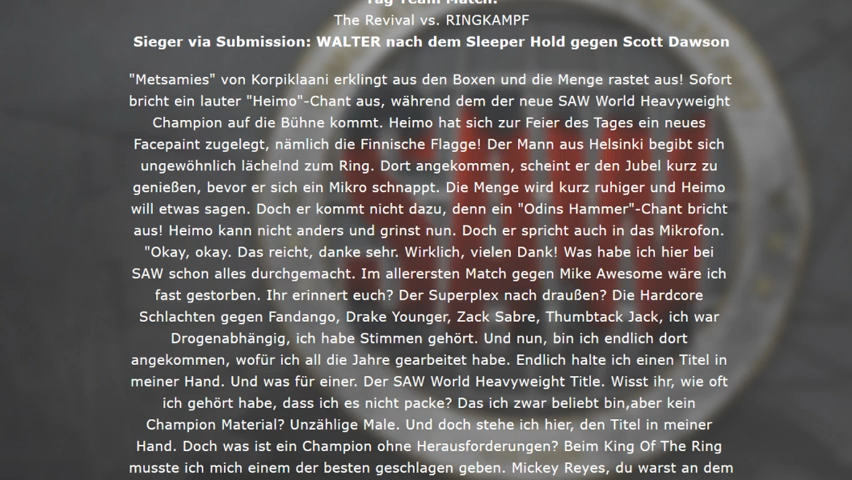 Tag Team Match:
The Revival vs. RINGKAMPF
Sieger via Submission: WALTER nach dem Sleeper Hold gegen Scott Dawson
"Metsamies" von Korpiklaani erklingt aus den Boxen und die Menge rastet aus! Sofort
bricht ein lauter "Heimo"-Chant aus, während dem der neue SAW World Heavyweight
Champion auf die Bühne kommt. Heimo hat sich zur Feier des Tages ein neues
Facepaint zugelegt, nämlich die Finnische Flagge! Der Mann aus Helsinki begibt sich
ungewöhnlich lächelnd zum Ring. Dort angekommen, scheint er den Jubel kurz zu
genießen, bevor er sich ein Mikro schnappt. Die Menge wird kurz ruhiger und Heimo
will etwas sagen. Doch er kommt nicht dazu, denn ein "Odins Hammer"-Chant bricht
aus! Heimo kann nicht anders und grinst nun. Doch er spricht auch in das Mikrofon.
"Okay, okay. Das reicht, danke sehr. Wirklich, vielen Dank! Was habe ich hier bei
SAW schon alles durchgemacht. Im allerersten Match gegen Mike Awesome wäre ich
fast gestorben. Ihr erinnert euch? Der Superplex nach draußen? Die Hardcore
Schlachten gegen Fandango, Drake Younger, Zack Sabre, Thumbtack Jack, ich war
Drogenabhängig, ich habe Stimmen gehört. Und nun, bin ich endlich dort
angekommen, wofür ich all die Jahre gearbeitet habe. Endlich halte ich einen Titel in
meiner Hand. Und was für einer. Der SAW World Heavyweight Title. Wisst ihr, wie oft
ich gehört habe, dass ich es nicht packe? Das ich zwar beliebt bin,aber kein
Champion Material? Unzählige Male. Und doch stehe ich hier, den Titel in meiner
Hand. Doch was ist ein Champion ohne Herausforderungen? Beim King Of The Ring
musste ich mich einem der besten geschlagen geben. Mickey Reyes, du warst an dem